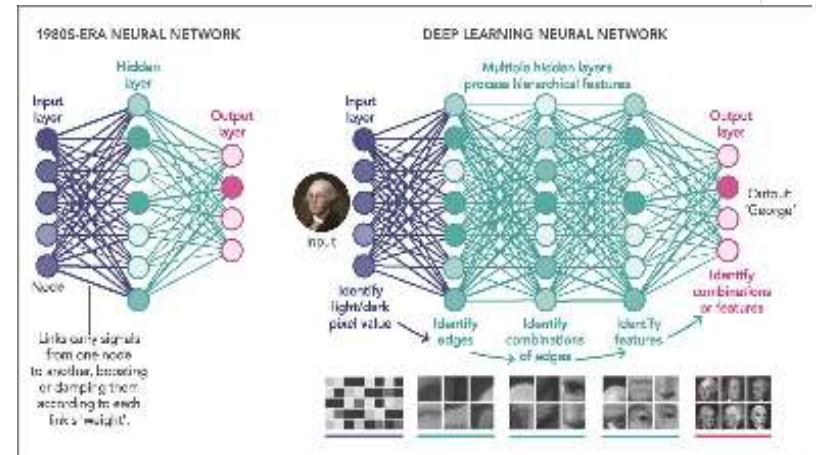 1980S-ERA NEURAL NETWORK
Hidden
layer
Input
layer
Output
layer
Node
Links carry signals
from one node
to another, boosting
or damping them
according to each
link's 'weight'.
DEEP LEARNING NEURAL NETWORK
Multiple hidden layers
process hierarchical features
Input
layer
Output
layer
Input
Output:
'George'
Identify
light/dark
pixel value
Identify
edges
Identify
combinations
of edges
Identify
features
Identify
combinations
or features